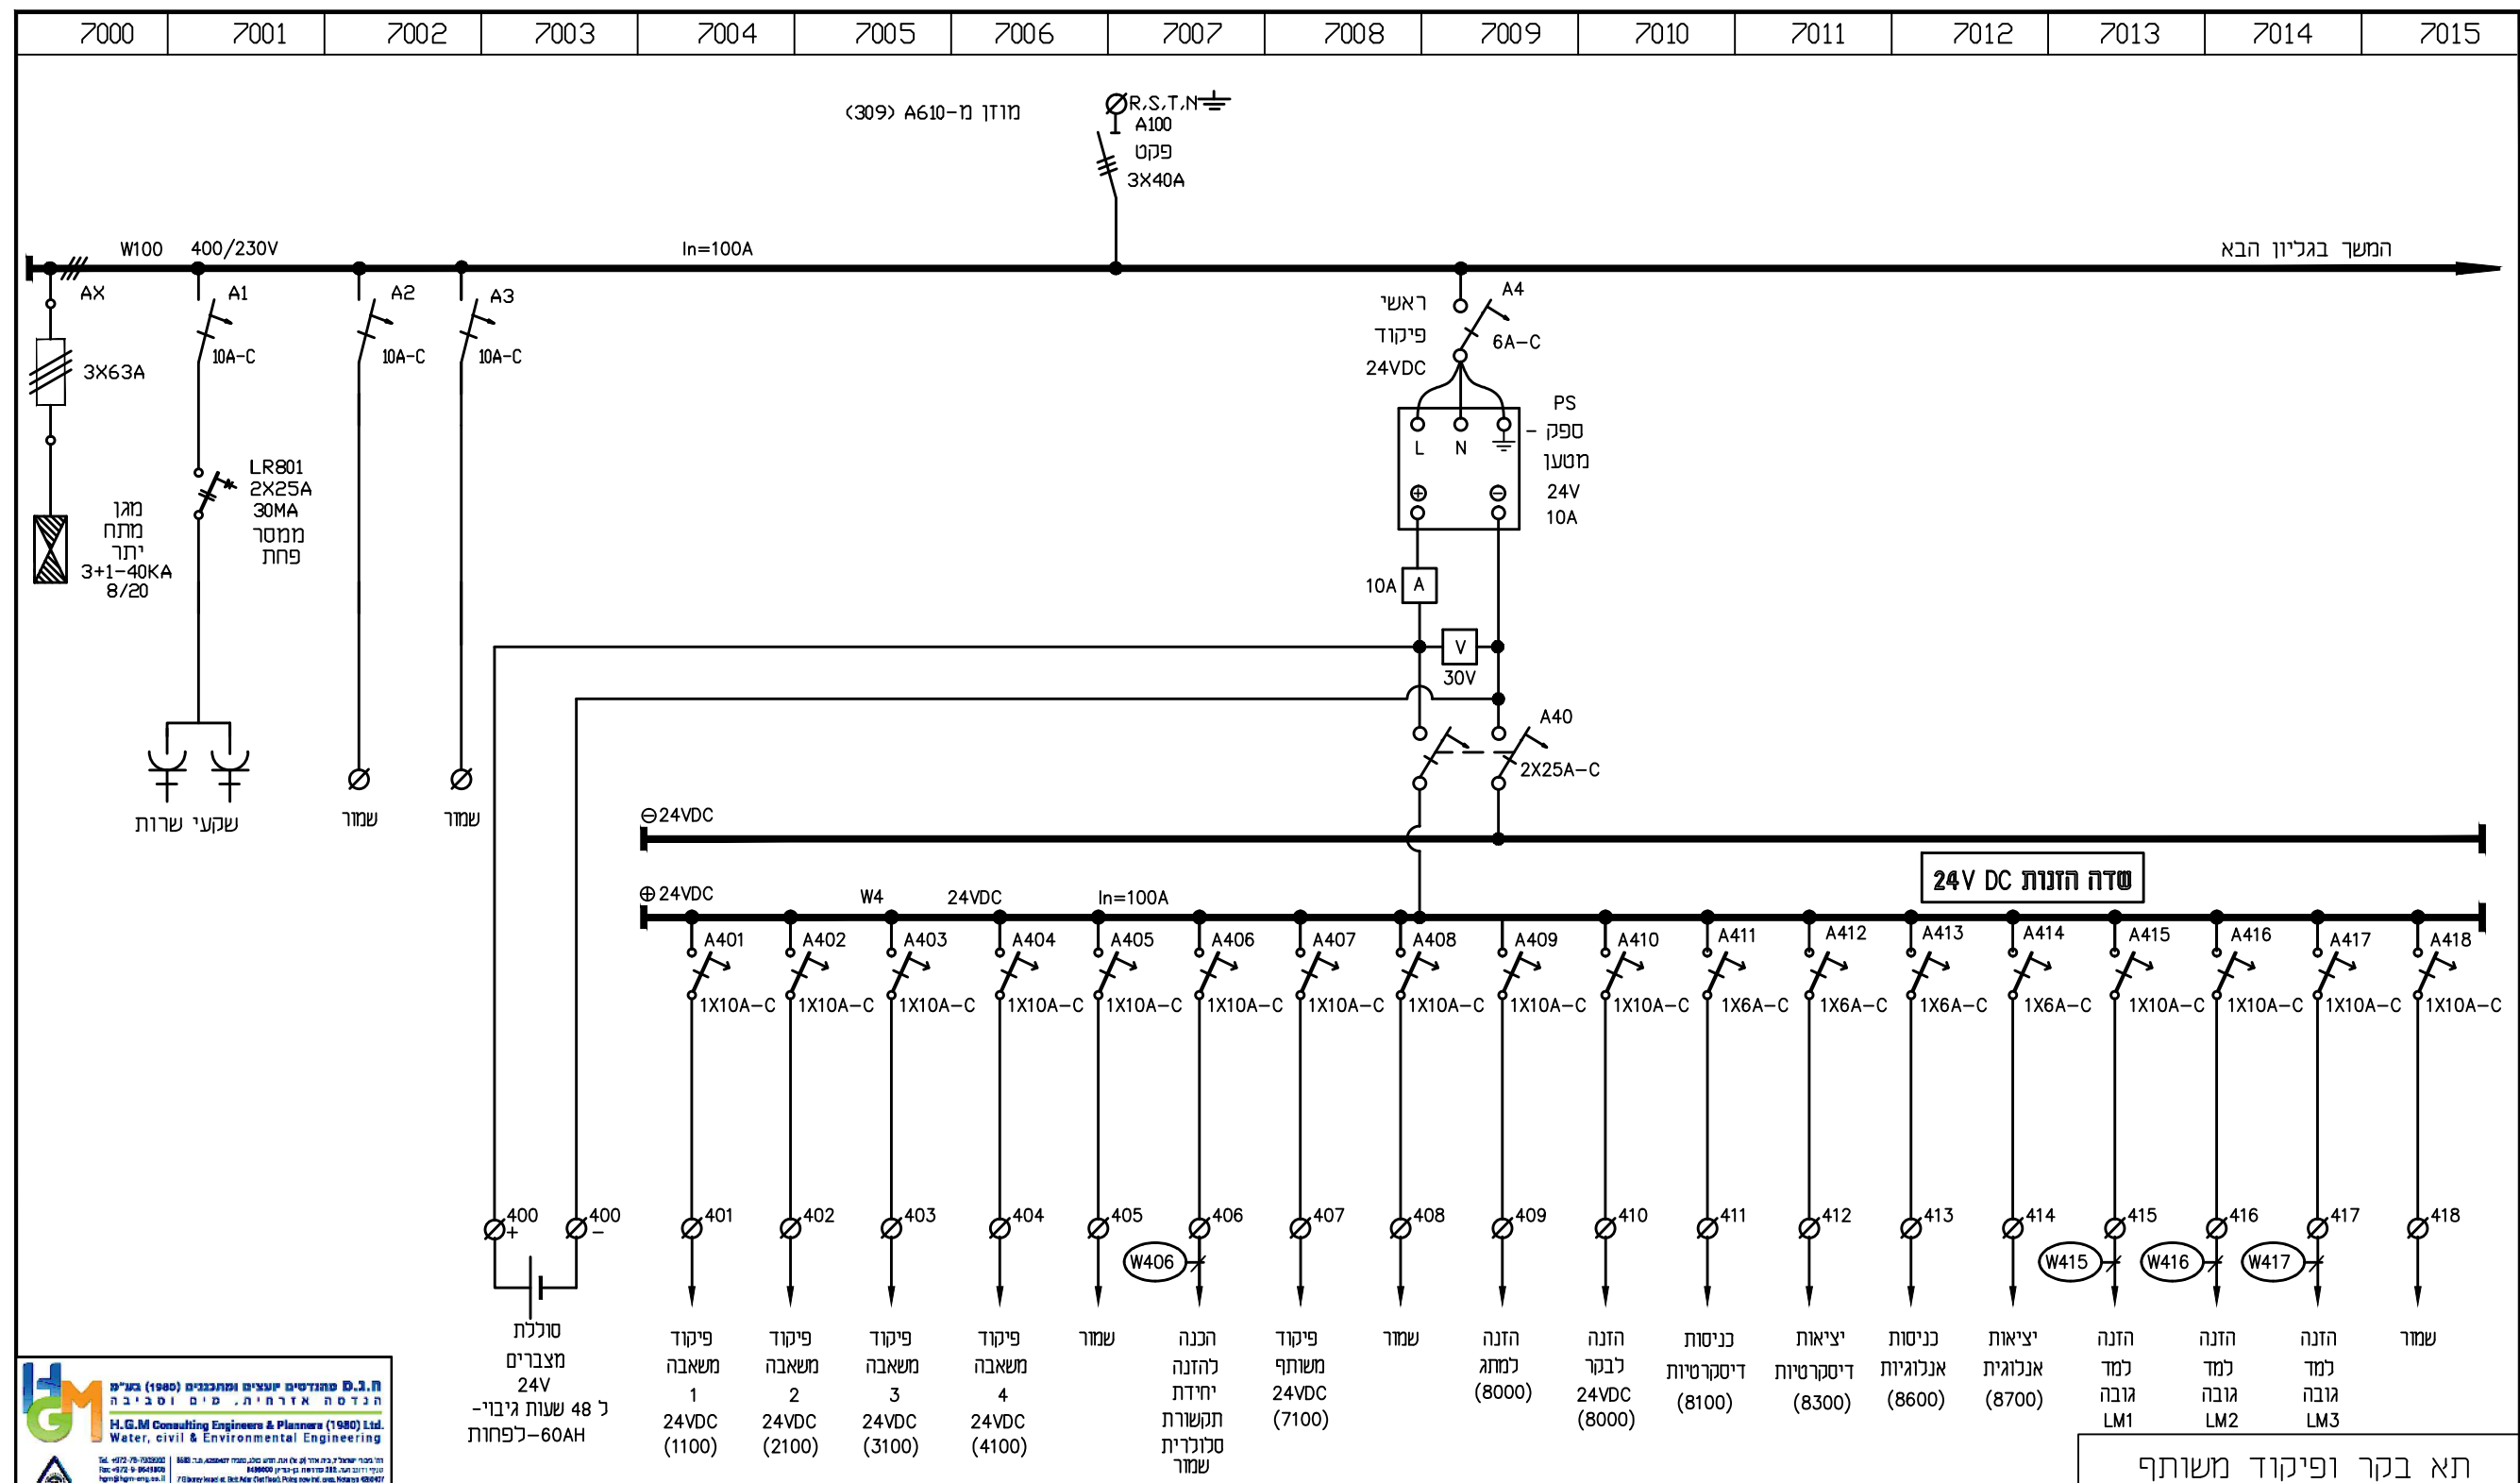 7000 7001 7002 7003 7004 7005 7006 7007 7008 7009 7010 7011 7012 7013 7014 7015
מוזן מ-A610 (309)
R,S,T,N
A100
פקט
3X40A
W100 400/230V
In=100A
המשך בגליון הבא
AX
3X63A
מגן
מתח
יתר
3+1-40KA
8/20
A1
10A-C
LR801
2X25A
30MA
ממסר
פחת
שקעי שרות
A2
10A-C
שמור
A3
10A-C
שמור
ראשי
פיקוד
24VDC
A4
6A-C
PS
ספק -
מטען
24V
10A
L N
10A A
V
30V
A40
2X25A-C
⊖24VDC
⊕24VDC
W4 24VDC In=100A
שדה הזנות 24V DC
A401 A402 A403 A404 A405 A406 A407 A408 A409 A410 A411 A412 A413 A414 A415 A416 A417 A418
1X10A-C 1X10A-C 1X10A-C 1X10A-C 1X10A-C 1X10A-C 1X10A-C 1X10A-C 1X10A-C 1X10A-C 1X6A-C 1X6A-C 1X6A-C 1X6A-C 1X10A-C 1X10A-C 1X10A-C 1X10A-C
400 400 401 402 403 404 405 406 407 408 409 410 411 412 413 414 415 416 417 418
+ -
W406 W415 W416 W417
סוללת
מצברים
24V
ל 48 שעות גיבוי-
לפחות-60AH
פיקוד
משאבה
1
24VDC
(1100)
פיקוד
משאבה
2
24VDC
(2100)
פיקוד
משאבה
3
24VDC
(3100)
פיקוד
משאבה
4
24VDC
(4100)
שמור
הכנה
להזנה
יחידת
תקשורת
סלולרית
שמור
פיקוד
משותף
24VDC
(7100)
שמור
הזנה
למתג
(8000)
הזנה
לבקר
24VDC
(8000)
כניסות
דיסקרטיות
(8100)
יציאות
דיסקרטיות
(8300)
כניסות
אנלוגיות
(8600)
יציאות
אנלוגית
(8700)
הזנה
למד
גובה
LM1
הזנה
למד
גובה
LM2
הזנה
למד
גובה
LM3
שמור
HGM
ח.ג.מ מהנדסים יועצים ומתכננים (1980) בע"מ
הנדסה אזרחית, מים וסביבה
H.G.M Consulting Engineers & Planners (1980) Ltd.
Water, civil & Environmental Engineering
תא בקר ופיקוד משותף